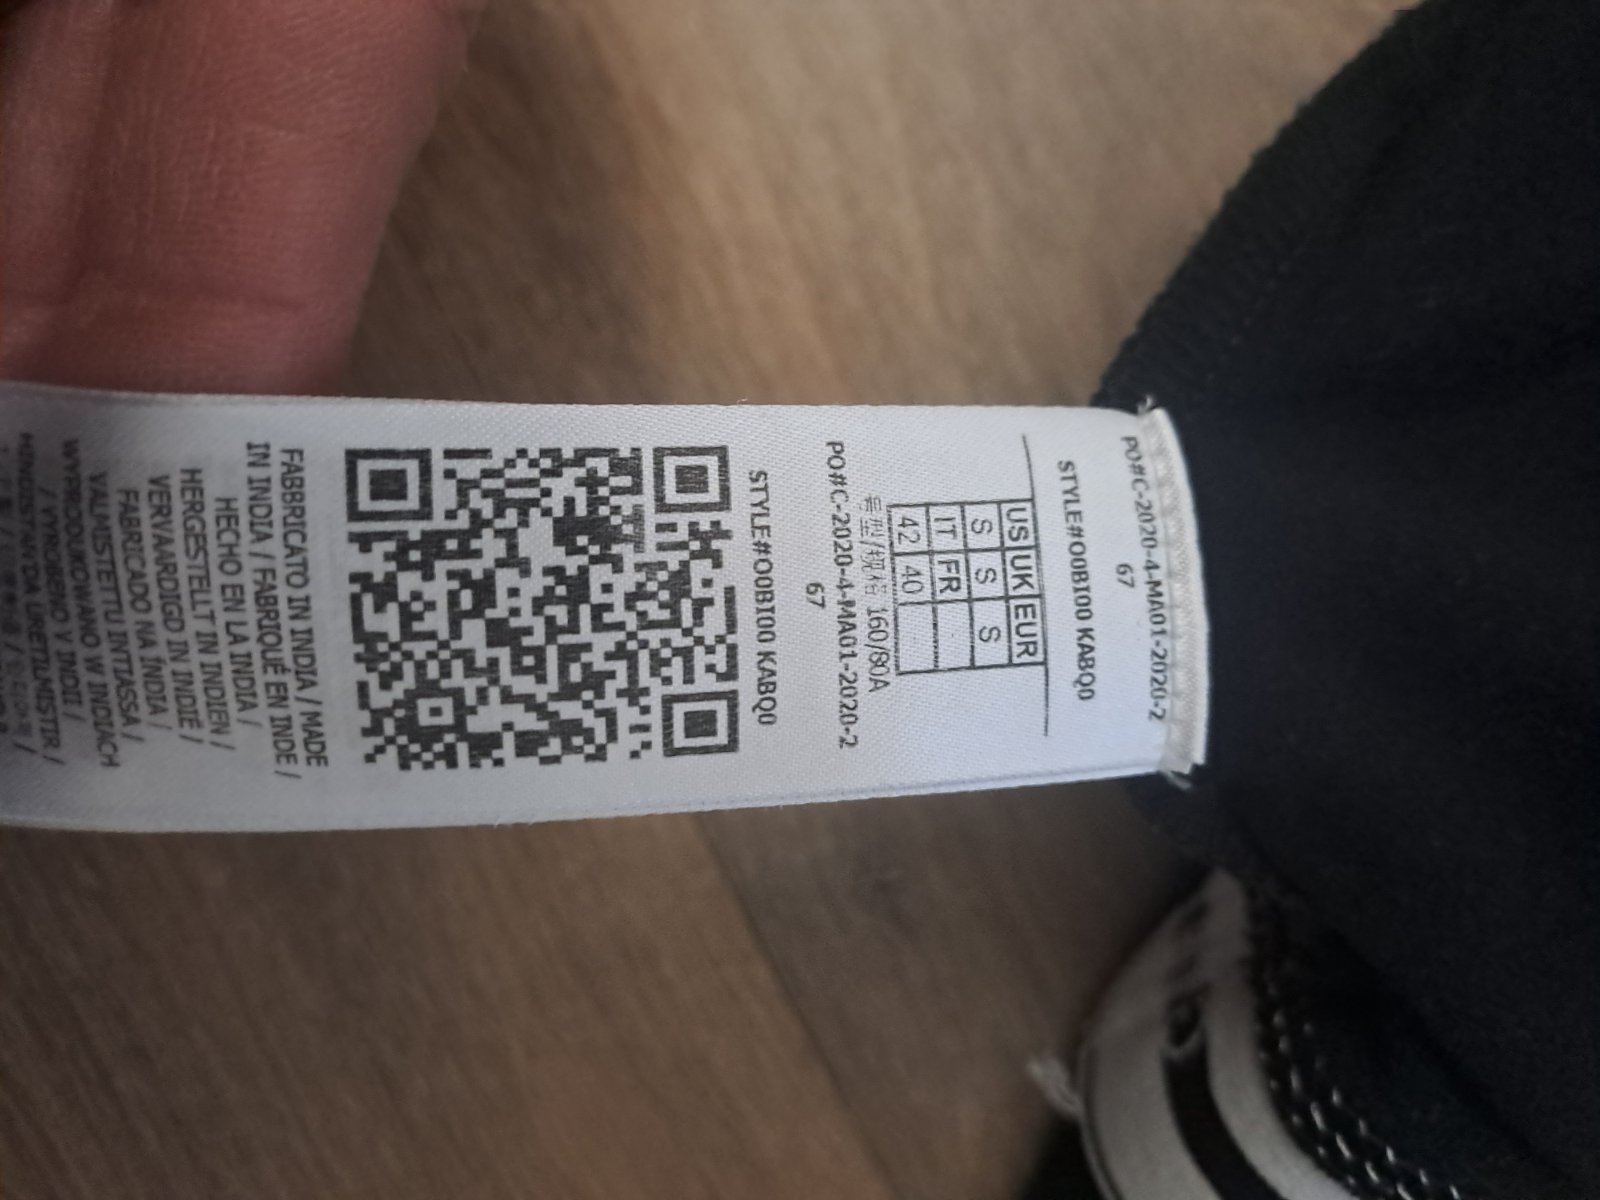 PO#C-2020-4-MA01-2020-2
67
STYLE#O0BI00 KABQ0
US UK EUR
S S S
IT FR
42 40
号型/规格 160/80A
PO#C-2020-4-MA01-2020-2
67
STYLE#O0BI00 KABQ0
FABBRICATO IN INDIA / MADE
IN INDIA / FABRIQUÉ EN INDE /
HECHO EN LA INDIA /
HERGESTELLT IN INDIEN /
VERVAARDIGD IN INDIË /
FABRICADO NA ÍNDIA /
VALMISTETTU INTIASSA /
WYPRODUKOWANO W INDIACH
/ VYROBENO V INDII /
HINDISTAN'DA ÜRETILMISTIR /